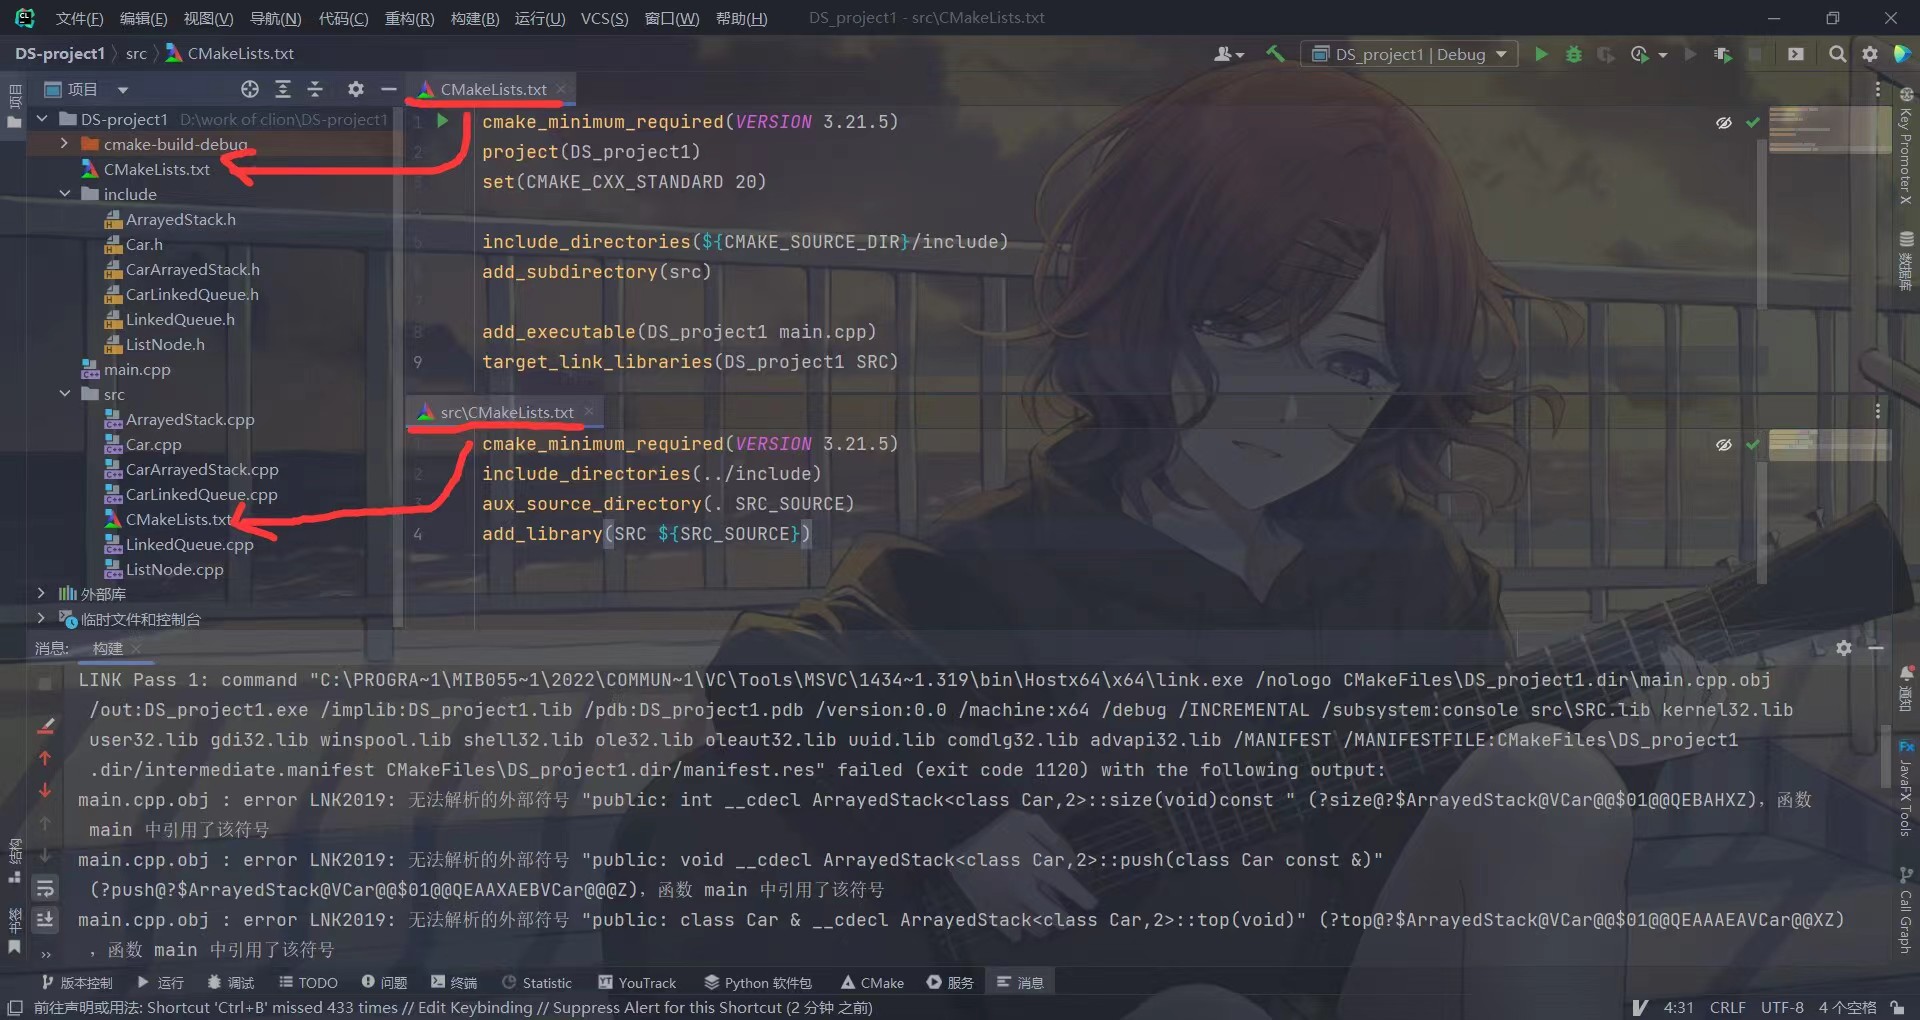 文件(F) 编辑(E) 视图(V) 导航(N) 代码(C) 重构(R) 构建(B) 运行(U) VCS(S) 窗口(W) 帮助(H) DS_project1 - src\CMakeLists.txt
DS-project1 src CMakeLists.txt
DS_project1 | Debug
项目
项目
CMakeLists.txt
DS-project1 D:\work of clion\DS-project1
cmake-build-debug
CMakeLists.txt
include
ArrayedStack.h
Car.h
CarArrayedStack.h
CarLinkedQueue.h
LinkedQueue.h
ListNode.h
main.cpp
src
ArrayedStack.cpp
Car.cpp
CarArrayedStack.cpp
CarLinkedQueue.cpp
CMakeLists.txt
LinkedQueue.cpp
ListNode.cpp
外部库
临时文件和控制台
1 cmake_minimum_required(VERSION 3.21.5)
2 project(DS_project1)
3 set(CMAKE_CXX_STANDARD 20)
include_directories(${CMAKE_SOURCE_DIR}/include)
add_subdirectory(src)
7
8 add_executable(DS_project1 main.cpp)
9 target_link_libraries(DS_project1 SRC)
src\CMakeLists.txt
cmake_minimum_required(VERSION 3.21.5)
2 include_directories(../include)
3 aux_source_directory(. SRC_SOURCE)
4 add_library(SRC ${SRC_SOURCE})
Key Promoter X
数据库
通知
JavaFX Tools
Call Graph
结构
书签
消息: 构建
LINK Pass 1: command "C:\PROGRA~1\MIB055~1\2022\COMMUN~1\VC\Tools\MSVC\1434~1.319\bin\Hostx64\x64\link.exe /nologo CMakeFiles\DS_project1.dir\main.cpp.obj
/out:DS_project1.exe /implib:DS_project1.lib /pdb:DS_project1.pdb /version:0.0 /machine:x64 /debug /INCREMENTAL /subsystem:console src\SRC.lib kernel32.lib
user32.lib gdi32.lib winspool.lib shell32.lib ole32.lib oleaut32.lib uuid.lib comdlg32.lib advapi32.lib /MANIFEST /MANIFESTFILE:CMakeFiles\DS_project1
.dir/intermediate.manifest CMakeFiles\DS_project1.dir/manifest.res" failed (exit code 1120) with the following output:
main.cpp.obj : error LNK2019: 无法解析的外部符号 "public: int __cdecl ArrayedStack<class Car,2>::size(void)const " (?size@?$ArrayedStack@VCar@@$01@@QEBAHXZ)，函数
main 中引用了该符号
main.cpp.obj : error LNK2019: 无法解析的外部符号 "public: void __cdecl ArrayedStack<class Car,2>::push(class Car const &)"
(?push@?$ArrayedStack@VCar@@$01@@QEAAXAEBVCar@@@Z)，函数 main 中引用了该符号
main.cpp.obj : error LNK2019: 无法解析的外部符号 "public: class Car & __cdecl ArrayedStack<class Car,2>::top(void)" (?top@?$ArrayedStack@VCar@@$01@@QEAAAEAVCar@@XZ)
，函数 main 中引用了该符号
版本控制 运行 调试 TODO 问题 终端 Statistic YouTrack Python 软件包 CMake 服务 消息
前往声明或用法: Shortcut 'Ctrl+B' missed 433 times // Edit Keybinding // Suppress Alert for this Shortcut (2 分钟 之前) 4:31 CRLF UTF-8 4 个空格